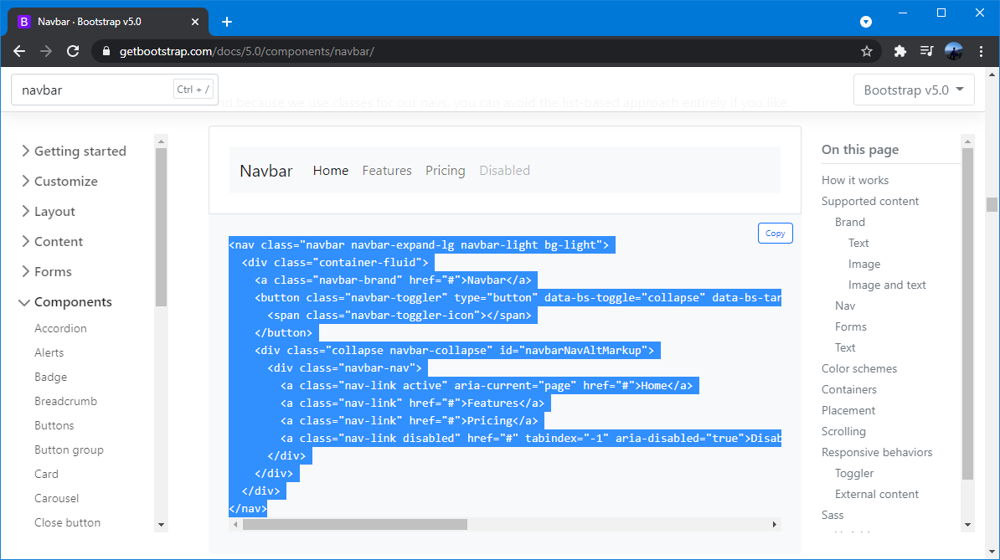 Navbar · Bootstrap v5.0
getbootstrap.com/docs/5.0/components/navbar/
navbar
Ctrl + /
Bootstrap v5.0
and because we use classes for our navs, you can avoid the list-based approach entirely if you like.
Getting started
Customize
Layout
Content
Forms
Components
Accordion
Alerts
Badge
Breadcrumb
Buttons
Button group
Card
Carousel
Close button
Navbar Home Features Pricing Disabled
Copy
<nav class="navbar navbar-expand-lg navbar-light bg-light">
<div class="container-fluid">
<a class="navbar-brand" href="#">Navbar</a>
<button class="navbar-toggler" type="button" data-bs-toggle="collapse" data-bs-tar
<span class="navbar-toggler-icon"></span>
</button>
<div class="collapse navbar-collapse" id="navbarNavAltMarkup">
<div class="navbar-nav">
<a class="nav-link active" aria-current="page" href="#">Home</a>
<a class="nav-link" href="#">Features</a>
<a class="nav-link" href="#">Pricing</a>
<a class="nav-link disabled" href="#" tabindex="-1" aria-disabled="true">Disab
</div>
</div>
</div>
</nav>
On this page
How it works
Supported content
Brand
Text
Image
Image and text
Nav
Forms
Text
Color schemes
Containers
Placement
Scrolling
Responsive behaviors
Toggler
External content
Sass